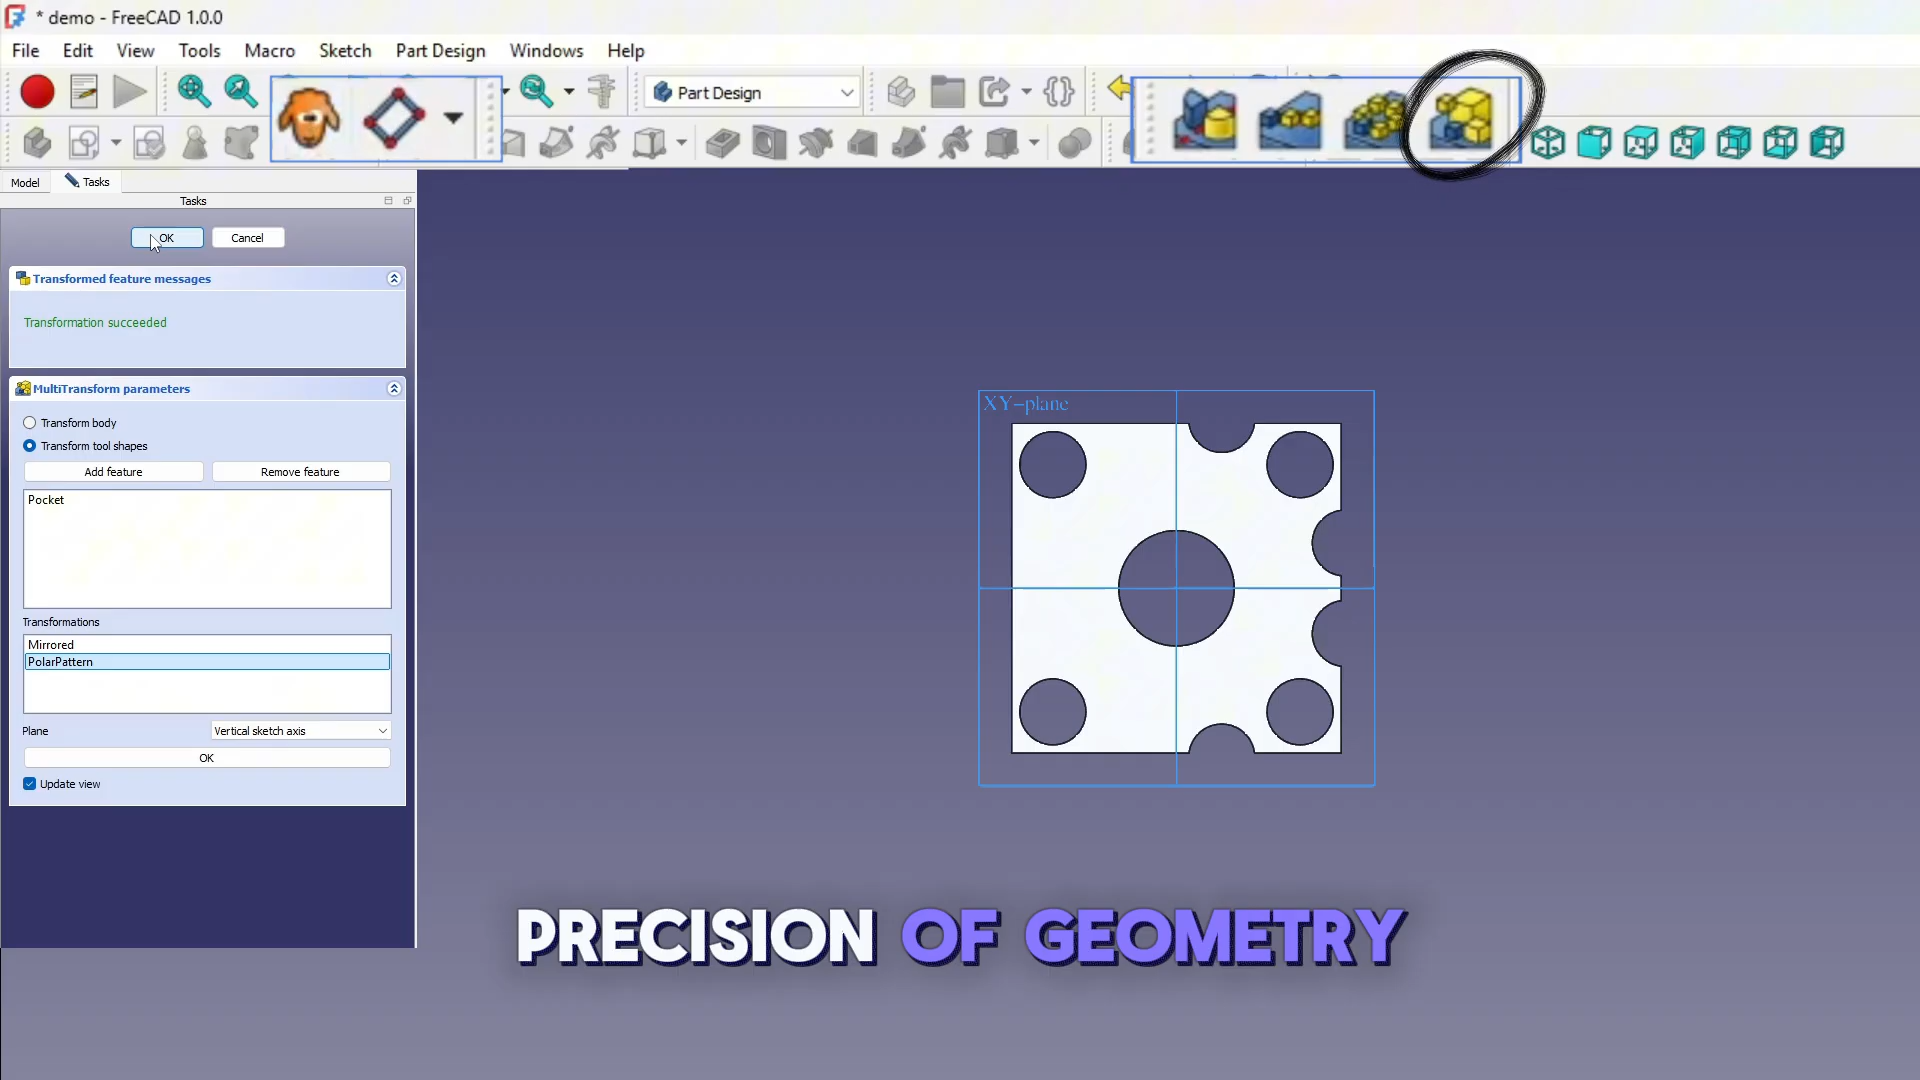 * demo - FreeCAD 1.0.0
File Edit View Tools Macro Sketch Part Design Windows Help
Part Design
Model Tasks
Tasks
OK Cancel
Transformed feature messages
Transformation succeeded
MultiTransform parameters
Transform body
Transform tool shapes
Add feature Remove feature
Pocket
Transformations
Mirrored
PolarPattern
Plane Vertical sketch axis
OK
Update view
XY-plane
PRECISION OF GEOMETRY